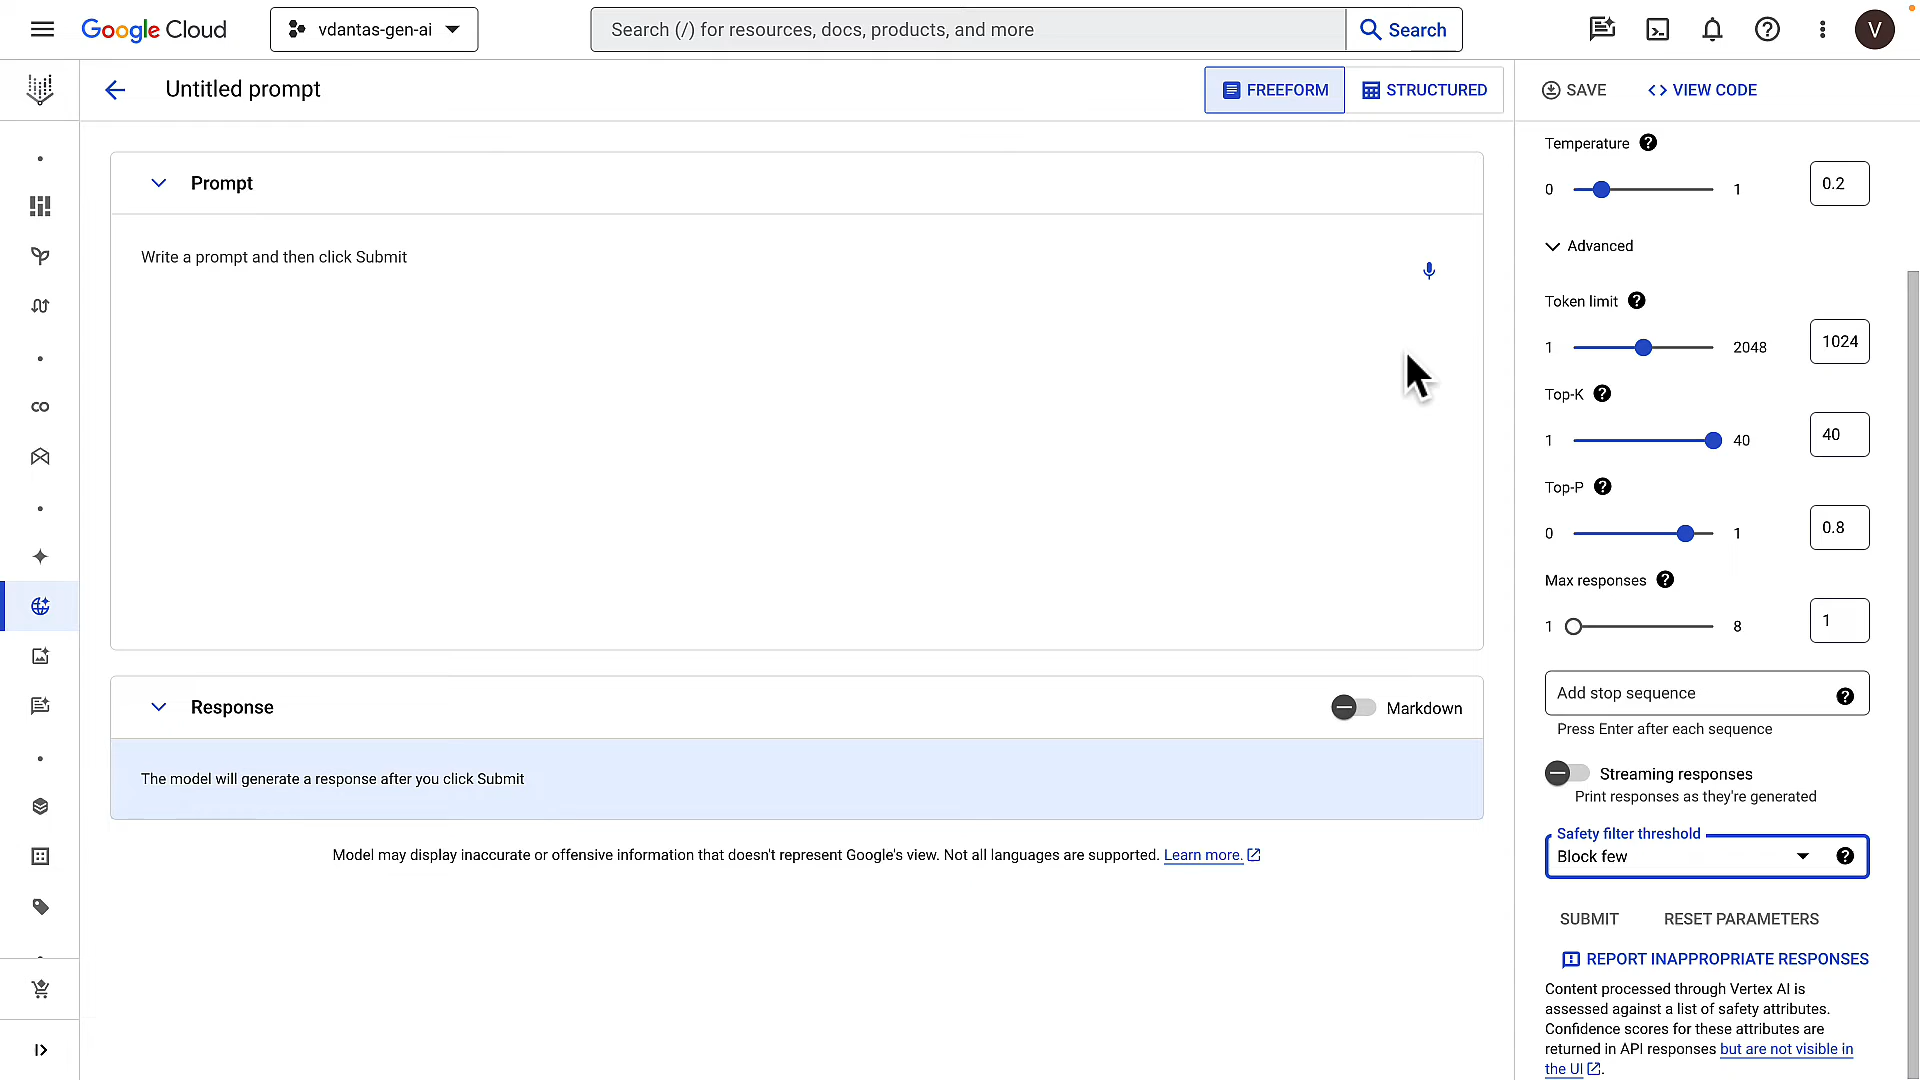 Google Cloud
vdantas-gen-ai
Search (/) for resources, docs, products, and more
Search
V
Untitled prompt
FREEFORM
STRUCTURED
SAVE
VIEW CODE
Prompt
Write a prompt and then click Submit
Response
Markdown
The model will generate a response after you click Submit
Model may display inaccurate or offensive information that doesn't represent Google's view. Not all languages are supported. Learn more.
Temperature
0 1 0.2
Advanced
Token limit
1 2048 1024
Top-K
1 40 40
Top-P
0 1 0.8
Max responses
1 8 1
Add stop sequence
Press Enter after each sequence
Streaming responses
Print responses as they're generated
Safety filter threshold
Block few
SUBMIT RESET PARAMETERS
REPORT INAPPROPRIATE RESPONSES
Content processed through Vertex AI is
assessed against a list of safety attributes.
Confidence scores for these attributes are
returned in API responses but are not visible in
the UI.